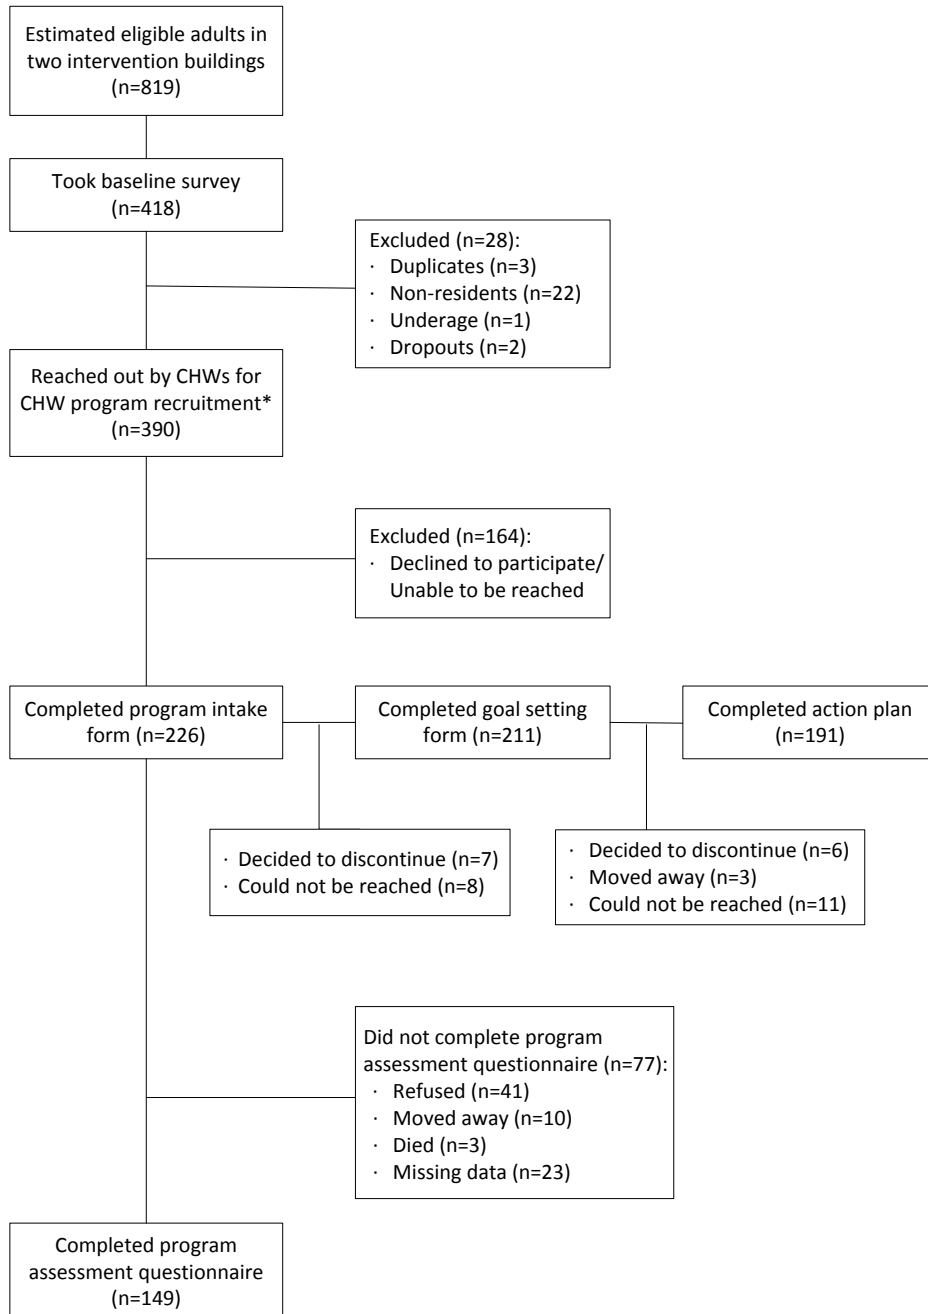 Estimated eligible adults in
two intervention buildings
(n=819)
Took baseline survey
(n=418)
Excluded (n=28):
· Duplicates (n=3)
· Non-residents (n=22)
· Underage (n=1)
· Dropouts (n=2)
Reached out by CHWs for
CHW program recruitment*
(n=390)
Excluded (n=164):
· Declined to participate/
Unable to be reached
Completed program intake
form (n=226)
Completed goal setting
form (n=211)
Completed action plan
(n=191)
· Decided to discontinue (n=7)
· Could not be reached (n=8)
· Decided to discontinue (n=6)
· Moved away (n=3)
· Could not be reached (n=11)
Did not complete program
assessment questionnaire (n=77):
· Refused (n=41)
· Moved away (n=10)
· Died (n=3)
· Missing data (n=23)
Completed program
assessment questionnaire
(n=149)